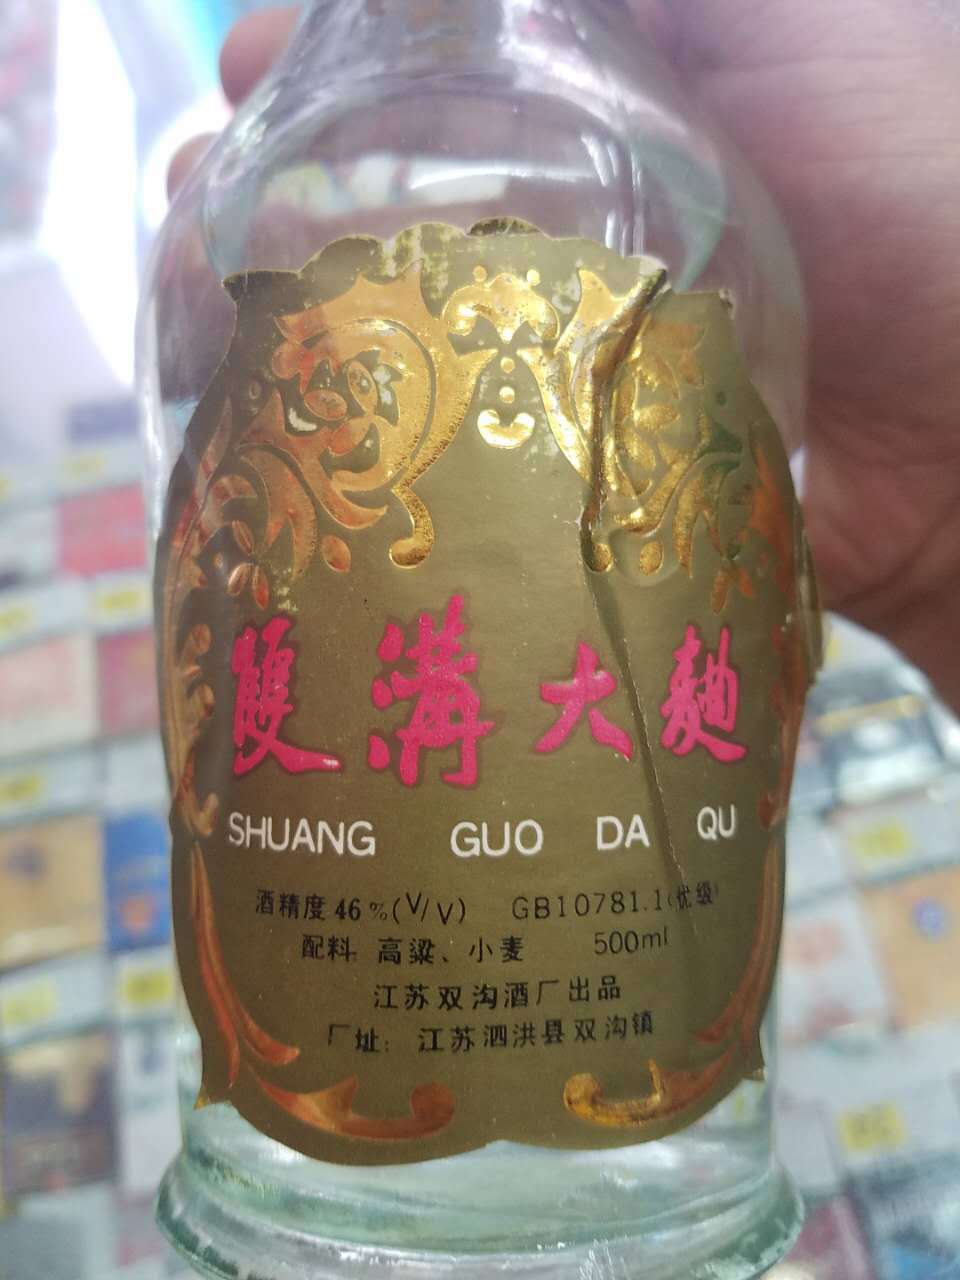 雙溝大麯
SHUANG GUO DA QU
酒精度46%(V/V) GB10781.1(优级)
配料 高粱、小麦 500ml
江苏双沟酒厂出品
厂址：江苏泗洪县双沟镇